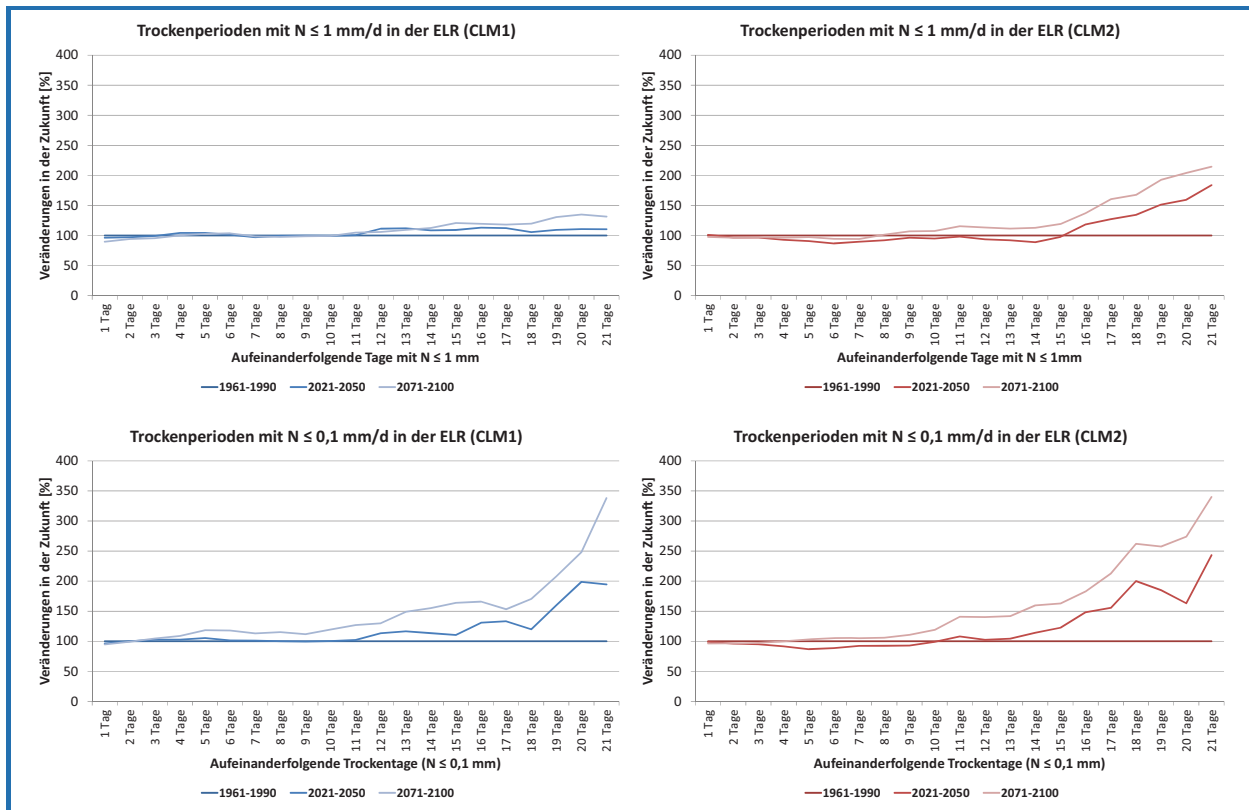 Trockenperioden mit N ≤ 1 mm/d in der ELR (CLM1)
Veränderungen in der Zukunft [%]
400
350
300
250
200
150
100
50
0
1 Tag
2 Tage
3 Tage
4 Tage
5 Tage
6 Tage
7 Tage
8 Tage
9 Tage
10 Tage
11 Tage
12 Tage
13 Tage
14 Tage
15 Tage
16 Tage
17 Tage
18 Tage
19 Tage
20 Tage
21 Tage
Aufeinanderfolgende Tage mit N ≤ 1 mm
1961-1990 2021-2050 2071-2100
Trockenperioden mit N ≤ 1 mm/d in der ELR (CLM2)
Veränderungen in der Zukunft [%]
400
350
300
250
200
150
100
50
0
1 Tag
2 Tage
3 Tage
4 Tage
5 Tage
6 Tage
7 Tage
8 Tage
9 Tage
10 Tage
11 Tage
12 Tage
13 Tage
14 Tage
15 Tage
16 Tage
17 Tage
18 Tage
19 Tage
20 Tage
21 Tage
Aufeinanderfolgende Tage mit N ≤ 1mm
1961-1990 2021-2050 2071-2100
Trockenperioden mit N ≤ 0,1 mm/d in der ELR (CLM1)
Veränderungen in der Zukunft [%]
400
350
300
250
200
150
100
50
0
1 Tag
2 Tage
3 Tage
4 Tage
5 Tage
6 Tage
7 Tage
8 Tage
9 Tage
10 Tage
11 Tage
12 Tage
13 Tage
14 Tage
15 Tage
16 Tage
17 Tage
18 Tage
19 Tage
20 Tage
21 Tage
Aufeinanderfolgende Trockentage (N ≤ 0,1 mm)
1961-1990 2021-2050 2071-2100
Trockenperioden mit N ≤ 0,1 mm/d in der ELR (CLM2)
Veränderungen in der Zukunft [%]
400
350
300
250
200
150
100
50
0
1 Tag
2 Tage
3 Tage
4 Tage
5 Tage
6 Tage
7 Tage
8 Tage
9 Tage
10 Tage
11 Tage
12 Tage
13 Tage
14 Tage
15 Tage
16 Tage
17 Tage
18 Tage
19 Tage
20 Tage
21 Tage
Aufeinanderfolgende Trockentage (N ≤ 0,1 mm)
1961-1990 2021-2050 2071-2100